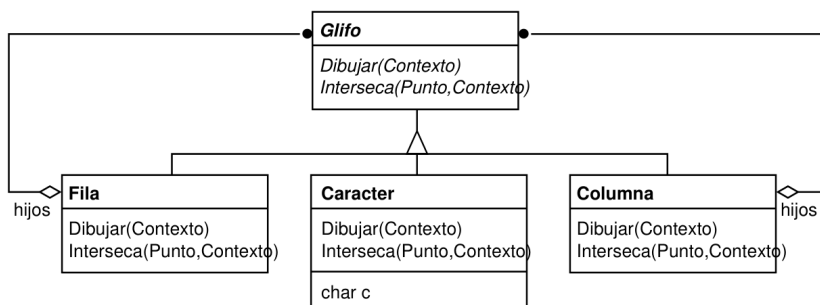 Glifo
Dibujar(Contexto)
Interseca(Punto,Contexto)
Fila
Dibujar(Contexto)
Interseca(Punto,Contexto)
hijos
Caracter
Dibujar(Contexto)
Interseca(Punto,Contexto)
char c
Columna
Dibujar(Contexto)
Interseca(Punto,Contexto)
hijos